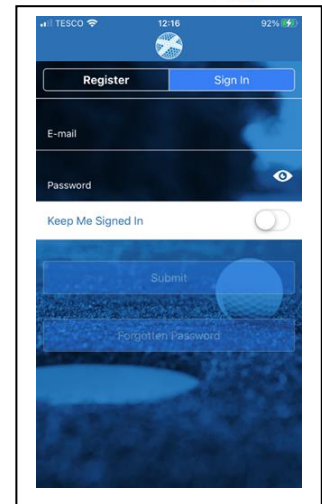 TESCO 12:16 92%
Register Sign In
E-mail
Password
Keep Me Signed In
Submit
Forgotten Password